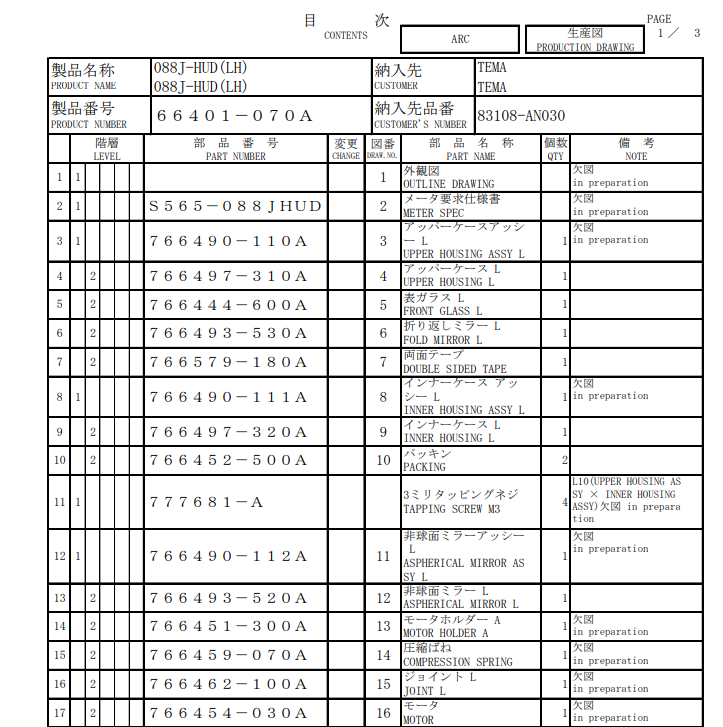 目 次
CONTENTS
ARC
生産図
PRODUCTION DRAWING
PAGE
1 / 3
製品名称
PRODUCT NAME
088J-HUD(LH)
088J-HUD(LH)
納入先
CUSTOMER
TEMA
TEMA
製品番号
PRODUCT NUMBER
66401-070A
納入先品番
CUSTOMER'S NUMBER
83108-AN030
階層
LEVEL
部 品 番 号
PART NUMBER
変更
CHANGE
図番
DRAW.NO.
部 品 名 称
PART NAME
個数
QTY
備 考
NOTE
1 1 1 外観図
OUTLINE DRAWING
欠図
in preparation
2 1 S565-088JHUD 2 メータ要求仕様書
METER SPEC
欠図
in preparation
3 1 766490-110A 3 アッパーケースアッシ
ー L
UPPER HOUSING ASSY L
1 欠図
in preparation
4 2 766497-310A 4 アッパーケース L
UPPER HOUSING L
1
5 2 766444-600A 5 表ガラス L
FRONT GLASS L
1
6 2 766493-530A 6 折り返しミラー L
FOLD MIRROR L
1
7 2 766579-180A 7 両面テープ
DOUBLE SIDED TAPE
1
8 1 766490-111A 8 インナーケース アッ
シー L
INNER HOUSING ASSY L
1 欠図
in preparation
9 2 766497-320A 9 インナーケース L
INNER HOUSING L
1
10 2 766452-500A 10 パッキン
PACKING
2
11 1 777681-A 3ミリタッピングネジ
TAPPING SCREW M3
4 L10(UPPER HOUSING AS
SY × INNER HOUSING
ASSY)欠図 in prepara
tion
12 1 766490-112A 11 非球面ミラーアッシー
L
ASPHERICAL MIRROR AS
SY L
1 欠図
in preparation
13 2 766493-520A 12 非球面ミラー L
ASPHERICAL MIRROR L
1
14 2 766451-300A 13 モータホルダー A
MOTOR HOLDER A
1 欠図
in preparation
15 2 766459-070A 14 圧縮ばね
COMPRESSION SPRING
1 欠図
in preparation
16 2 766462-100A 15 ジョイント L
JOINT L
1 欠図
in preparation
17 2 766454-030A 16 モータ
MOTOR
1 欠図
in preparation